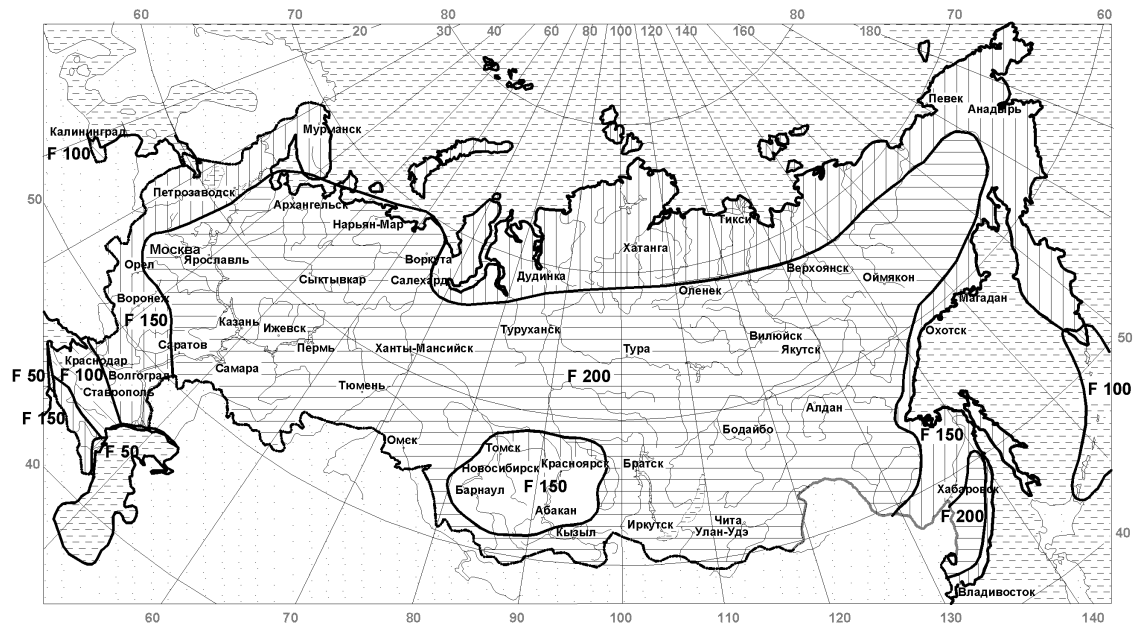 60 70 80 80 70 60
20 30 40 60 80 100 120 140 160 180
Певек
Анадырь
Калининград
Мурманск
F 100
Петрозаводск
50
Архангельск
Тикси
Нарьян-Мар
Москва
Хатанга
Орел
Ярославль
Воркута
Верхоянск
Сыктывкар
Салехард
Дудинка
Оймякон
Оленек
Воронеж
Магадан
F 150
Казань
Ижевск
Туруханск
Охотск
Вилюйск
50
Саратов
Пермь
Ханты-Мансийск
Тура
Якутск
Краснодар
Самара
F 50
F 100
Волгоград
F 200
Тюмень
F 100
Ставрополь
F 150
Алдан
Бодайбо
F 150
Омск
F 50
Томск
40
Новосибирск
Красноярск
Братск
Барнаул
F 150
Хабаровск
Абакан
F 200
Иркутск
Чита
Кызыл
Улан-Удэ
40
Владивосток
60 70 80 90 100 110 120 130 140